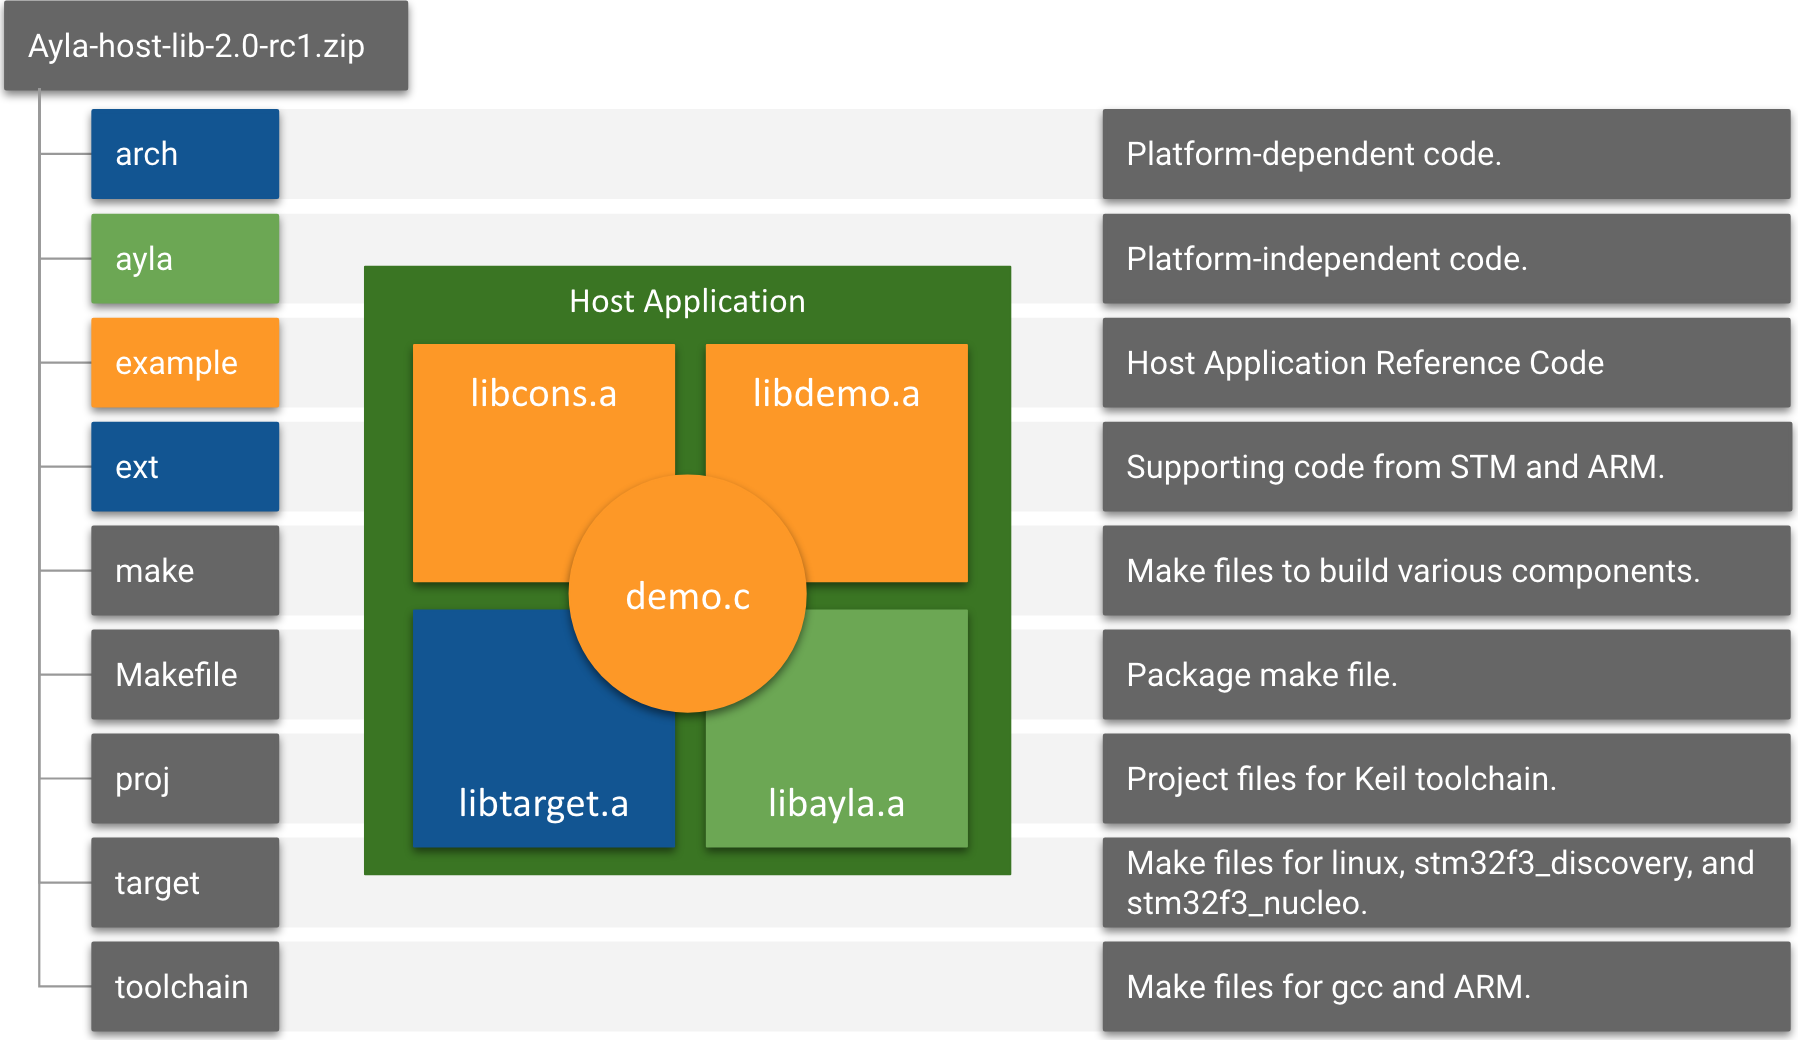 Ayla-host-lib-2.0-rc1.zip
arch
Platform-dependent code.
ayla
Platform-independent code.
example
Host Application Reference Code
ext
Supporting code from STM and ARM.
make
Make files to build various components.
Makefile
Package make file.
proj
Project files for Keil toolchain.
target
Make files for linux, stm32f3_discovery, and
stm32f3_nucleo.
toolchain
Make files for gcc and ARM.
Host Application
libcons.a
libdemo.a
demo.c
libtarget.a
libayla.a